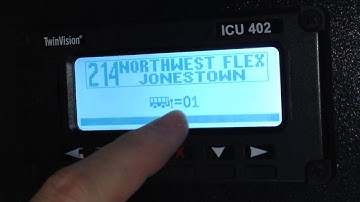 TwinVision®
ICU 402
214 NORTHWEST FLEX
JONESTOWN
=01